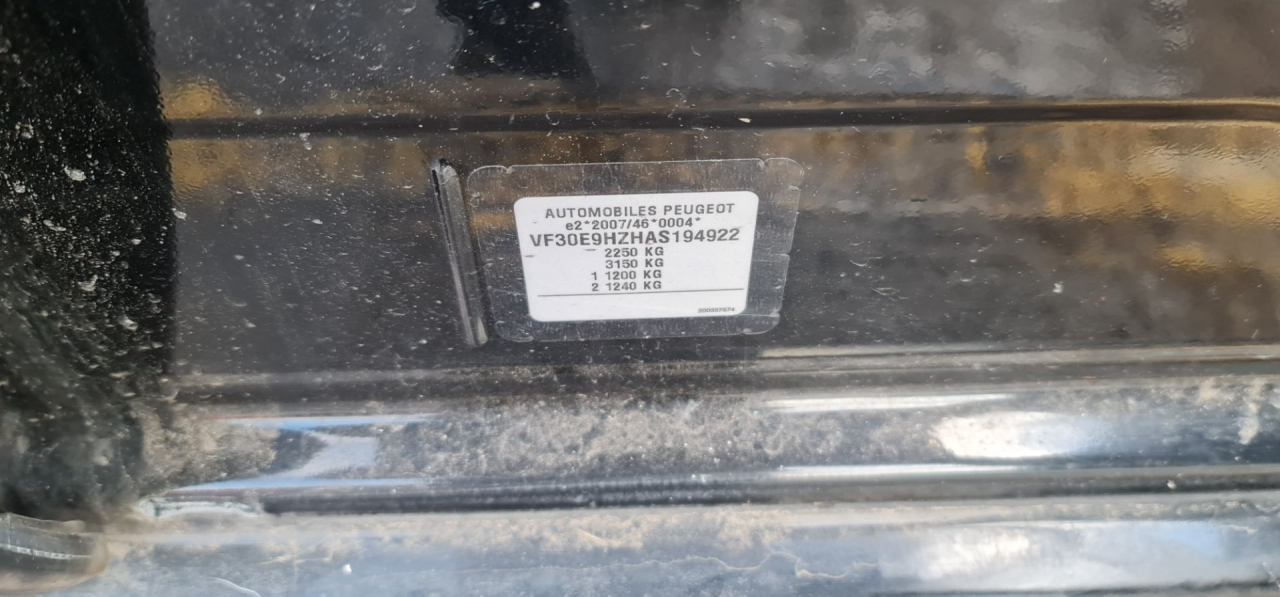 AUTOMOBILES PEUGEOT
e2*2007/46*0004*
VF30E9HZHAS194922
2250 KG
3150 KG
1 1200 KG
2 1240 KG